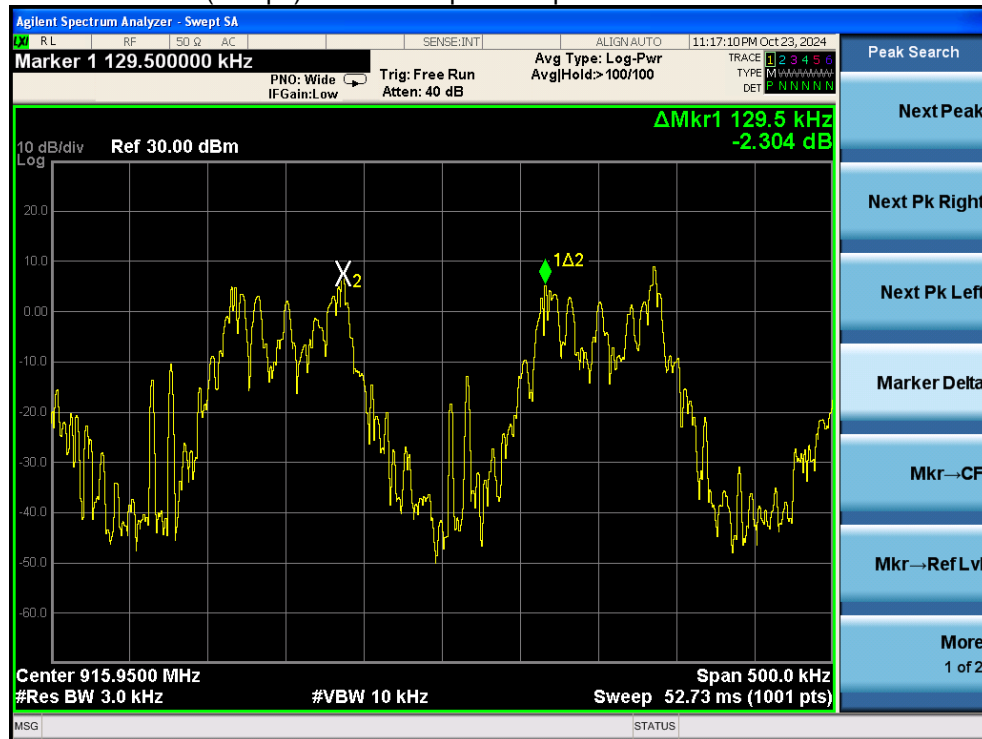 Agilent Spectrum Analyzer - Swept SA
LXI RL RF 50 Ω AC SENSE:INT ALIGN AUTO 11:17:10 PM Oct 23, 2024
Marker 1 129.500000 kHz
PNO: Wide
IFGain:Low
Trig: Free Run
Atten: 40 dB
Avg Type: Log-Pwr
Avg|Hold:>100/100
TRACE 1 2 3 4 5 6
TYPE M
DET P N N N N N
Peak Search
ΔMkr1 129.5 kHz
-2.304 dB
10 dB/div Ref 30.00 dBm
Log
20.0
10.0
0.00
-10.0
-20.0
-30.0
-40.0
-50.0
-60.0
X2
1Δ2
Center 915.9500 MHz Span 500.0 kHz
#Res BW 3.0 kHz #VBW 10 kHz Sweep 52.73 ms (1001 pts)
MSG STATUS
Next Peak
Next Pk Right
Next Pk Left
Marker Delta
Mkr→CF
Mkr→Ref Lvl
More
1 of 2